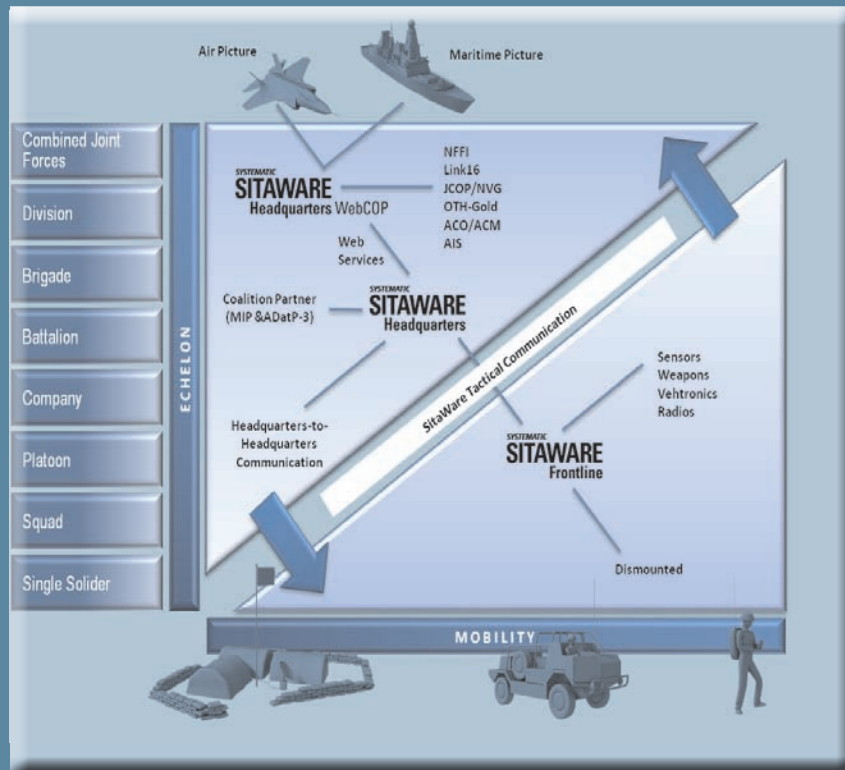 Air Picture
Maritime Picture
Combined Joint
Forces
Division
Brigade
Battalion
Company
Platoon
Squad
Single Solider
ECHELON
SYSTEMATIC
SITAWARE
Headquarters WebCOP
NFFI
Link16
JCOP/NVG
OTH-Gold
ACO/ACM
AIS
Web
Services
Coalition Partner
(MIP &ADatP-3)
SYSTEMATIC
SITAWARE
Headquarters
SitaWare Tactical Communication
Headquarters-to-
Headquarters
Communication
Sensors
Weapons
Vehtronics
Radios
SYSTEMATIC
SITAWARE
Frontline
Dismounted
MOBILITY